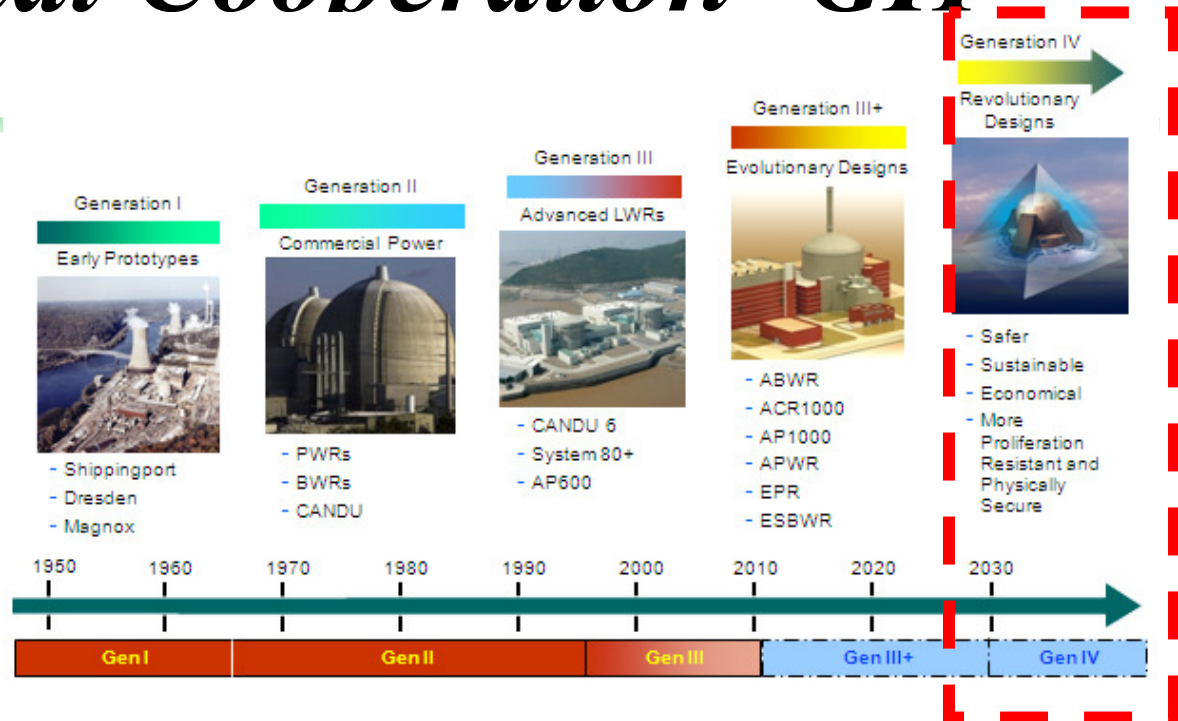 Cooperation "GIF"
Generation IV
Revolutionary
Designs
Generation III+
Evolutionary Designs
Generation III
Advanced LWRs
Generation II
Commercial Power
Generation I
Early Prototypes
- Shippingport
- Dresden
- Magnox
- PWRs
- BWRs
- CANDU
- CANDU 6
- System 80+
- AP600
- ABWR
- ACR1000
- AP1000
- APWR
- EPR
- ESBWR
- Safer
- Sustainable
- Economical
- More
Proliferation
Resistant and
Physically
Secure
1950 1960 1970 1980 1990 2000 2010 2020 2030
Gen I Gen II Gen III Gen III+ Gen IV